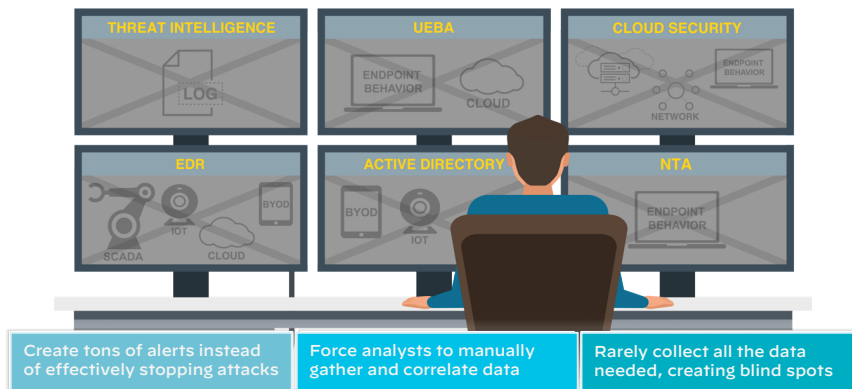 THREAT INTELLIGENCE
LOG
UEBA
ENDPOINT
BEHAVIOR
CLOUD
CLOUD SECURITY
NETWORK
ENDPOINT
BEHAVIOR
EDR
SCADA
IOT
CLOUD
BYOD
ACTIVE DIRECTORY
BYOD
IOT
NTA
ENDPOINT
BEHAVIOR
Create tons of alerts instead
of effectively stopping attacks
Force analysts to manually
gather and correlate data
Rarely collect all the data
needed, creating blind spots